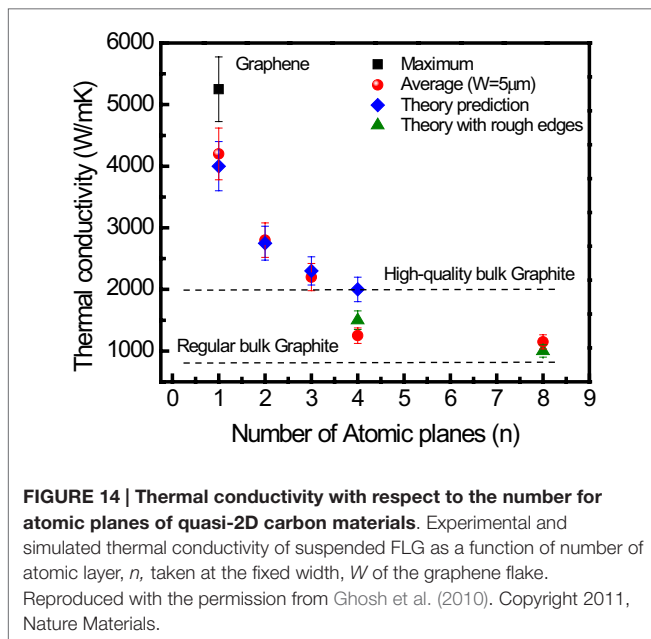 6000
5000
4000
3000
2000
1000
Thermal conductivity (W/mK)
Graphene
Maximum
Average (W=5μm)
Theory prediction
Theory with rough edges
High-quality bulk Graphite
Regular bulk Graphite
0 1 2 3 4 5 6 7 8 9
Number of Atomic planes (n)
FIGURE 14 | Thermal conductivity with respect to the number for
atomic planes of quasi-2D carbon materials. Experimental and
simulated thermal conductivity of suspended FLG as a function of number of
atomic layer, n, taken at the fixed width, W of the graphene flake.
Reproduced with the permission from Ghosh et al. (2010). Copyright 2011,
Nature Materials.